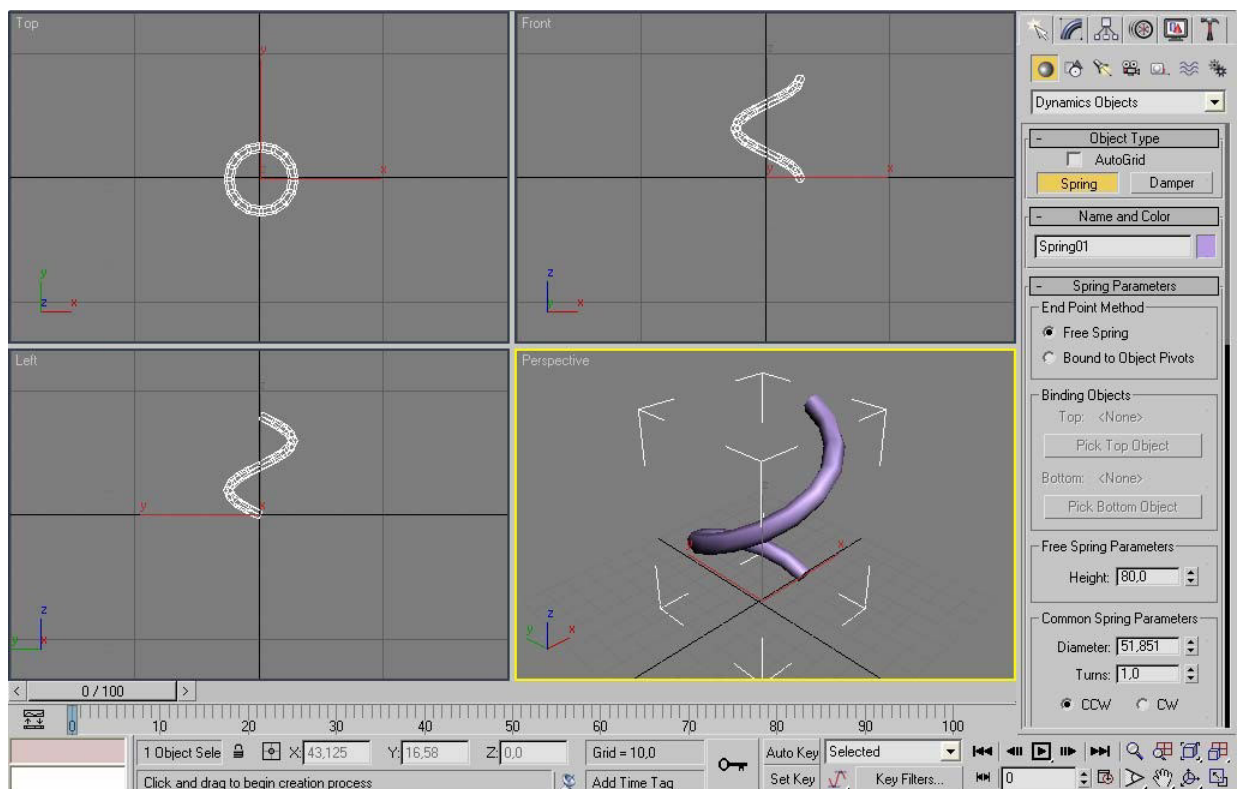 Top
y
x
z
y
z
x
Front
z
y
x
z
y
x
Left
y
x
z
y
x
Perspective
x
z
y
x
Dynamics Objects
- Object Type
AutoGrid
Spring
Damper
- Name and Color
Spring01
- Spring Parameters
End Point Method
Free Spring
Bound to Object Pivots
Binding Objects
Top: <None>
Pick Top Object
Bottom: <None>
Pick Bottom Object
Free Spring Parameters
Height: 80,0
Common Spring Parameters
Diameter: 51,851
Turns: 1,0
CCW CW
< 0 / 100 >
0 10 20 30 40 50 60 70 80 90 100
1 Object Sele X: 43,125 Y: 16,58 Z: 0,0 Grid = 10,0
Auto Key Selected
Click and drag to begin creation process Add Time Tag
Set Key Key Filters... 0